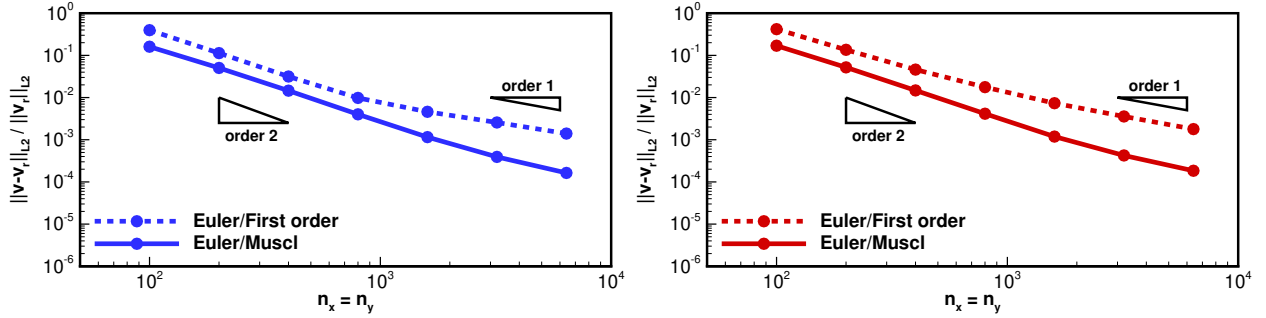 10^0
10^-1
10^-2
10^-3
10^-4
10^-5
10^-6
||v-v_r||_L2 / ||v_r||_L2
order 1
order 2
Euler/First order
Euler/Muscl
10^2
10^3
10^4
n_x = n_y
10^0
10^-1
10^-2
10^-3
10^-4
10^-5
10^-6
||v-v_r||_L2 / ||v_r||_L2
order 1
order 2
Euler/First order
Euler/Muscl
10^2
10^3
10^4
n_x = n_y